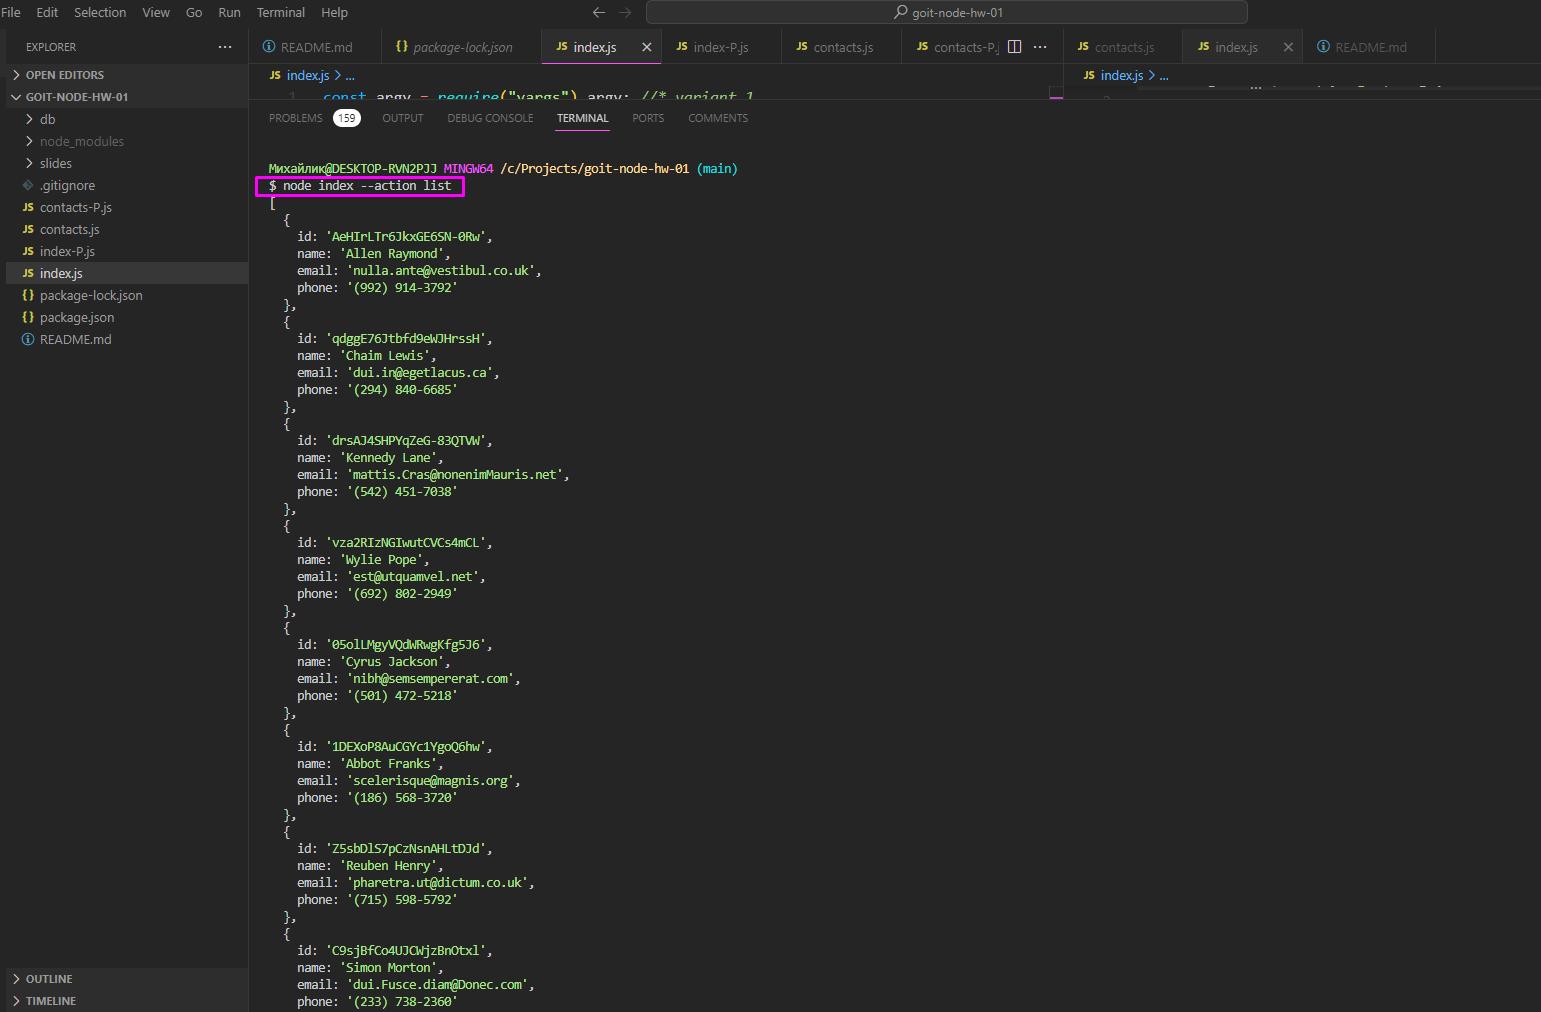 File Edit Selection View Go Run Terminal Help
goit-node-hw-01
EXPLORER
OPEN EDITORS
GOIT-NODE-HW-01
db
node_modules
slides
.gitignore
contacts-P.js
contacts.js
index-P.js
index.js
package-lock.json
package.json
README.md
OUTLINE
TIMELINE
README.md package-lock.json index.js index-P.js contacts.js contacts-P.j
contacts.js index.js README.md
index.js > ...
index.js > ...
1 const argv = require("yargs").argv; //* variant 1
PROBLEMS 159 OUTPUT DEBUG CONSOLE TERMINAL PORTS COMMENTS
Михайлик@DESKTOP-RVN2PJJ MINGW64 /c/Projects/goit-node-hw-01 (main)
$ node index --action list
[
{
id: 'AeHIrLTr6JkxGE6SN-0Rw',
name: 'Allen Raymond',
email: 'nulla.ante@vestibul.co.uk',
phone: '(992) 914-3792'
},
{
id: 'qdggE76Jtbfd9eWJHrssH',
name: 'Chaim Lewis',
email: 'dui.in@egetlacus.ca',
phone: '(294) 840-6685'
},
{
id: 'drsAJ4SHPYqZeG-83QTVW',
name: 'Kennedy Lane',
email: 'mattis.Cras@nonenimMauris.net',
phone: '(542) 451-7038'
},
{
id: 'vza2RIzNGIwutCVCs4mCL',
name: 'Wylie Pope',
email: 'est@utquamvel.net',
phone: '(692) 802-2949'
},
{
id: '05olLMgyVQdWRwgKfg5J6',
name: 'Cyrus Jackson',
email: 'nibh@semsempererat.com',
phone: '(501) 472-5218'
},
{
id: '1DEXoP8AuCGYc1YgoQ6hw',
name: 'Abbot Franks',
email: 'scelerisque@magnis.org',
phone: '(186) 568-3720'
},
{
id: 'Z5sbDlS7pCzNsnAHLtDJd',
name: 'Reuben Henry',
email: 'pharetra.ut@dictum.co.uk',
phone: '(715) 598-5792'
},
{
id: 'C9sjBfCo4UJCWjzBnOtxl',
name: 'Simon Morton',
email: 'dui.Fusce.diam@Donec.com',
phone: '(233) 738-2360'